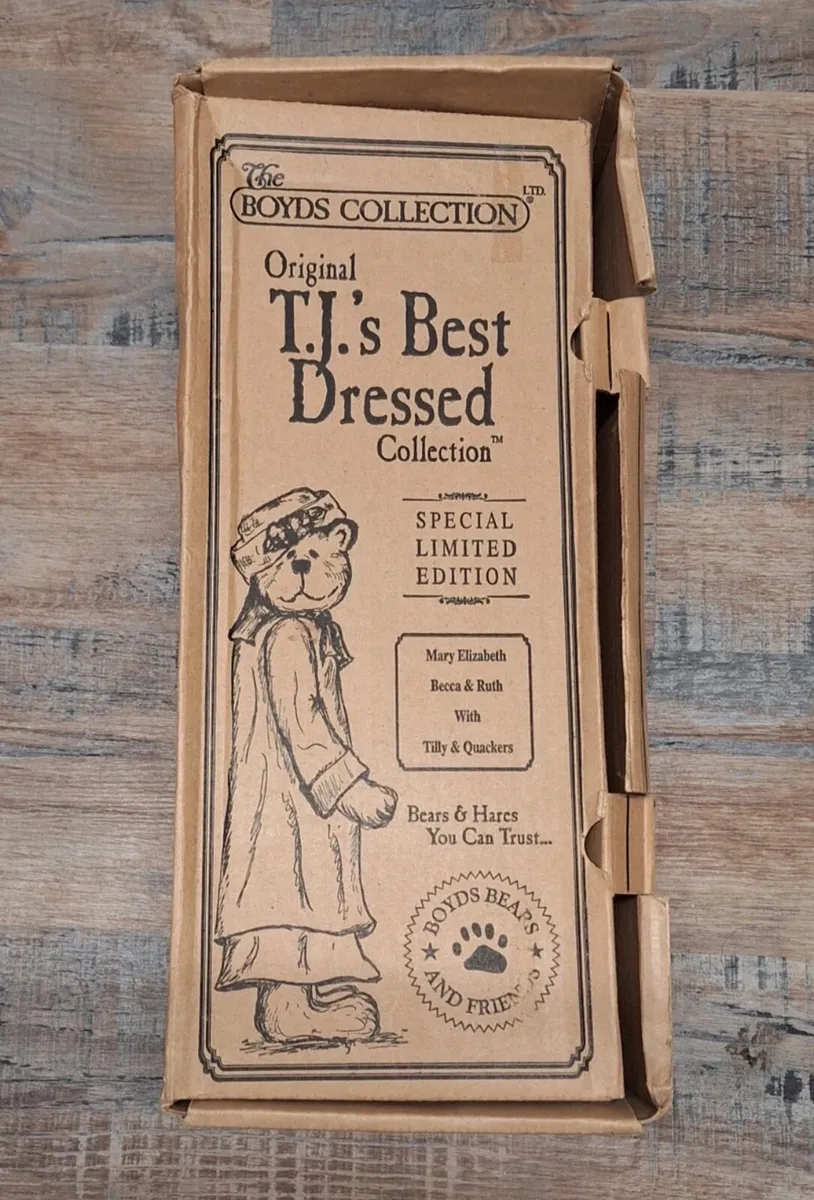 The
BOYDS COLLECTION LTD.®
Original
T.J.'s Best
Dressed
Collection™
SPECIAL
LIMITED
EDITION
Mary Elizabeth
Becca & Ruth
With
Tilly & Quackers
Bears & Hares
You Can Trust...
BOYDS BEARS
AND FRIENDS